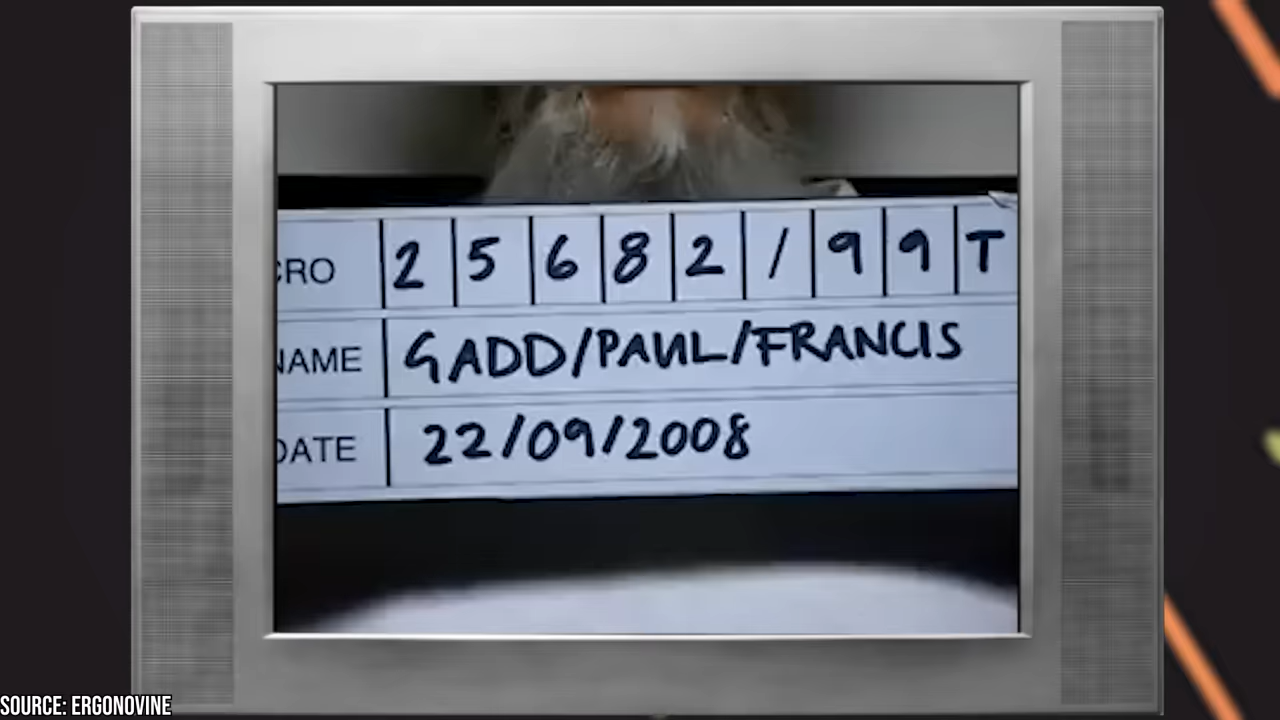 CRO 25682/99T
NAME GADD/PAUL/FRANCIS
DATE 22/09/2008
SOURCE: ERGONOVINE